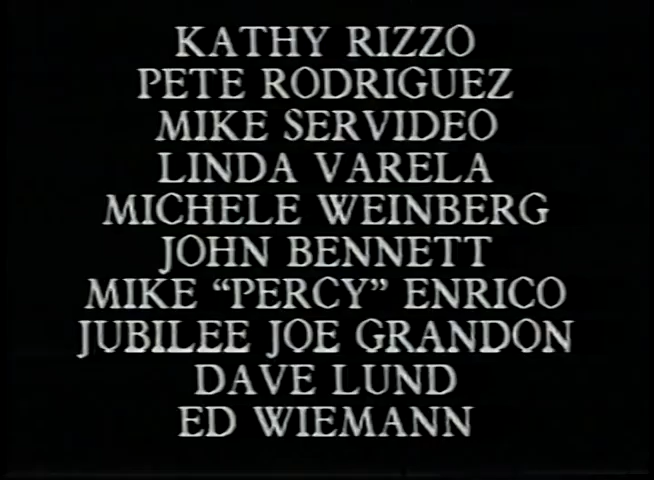 KATHY RIZZO
PETE RODRIGUEZ
MIKE SERVIDEO
LINDA VARELA
MICHELE WEINBERG
JOHN BENNETT
MIKE “PERCY” ENRICO
JUBILEE JOE GRANDON
DAVE LUND
ED WIEMANN